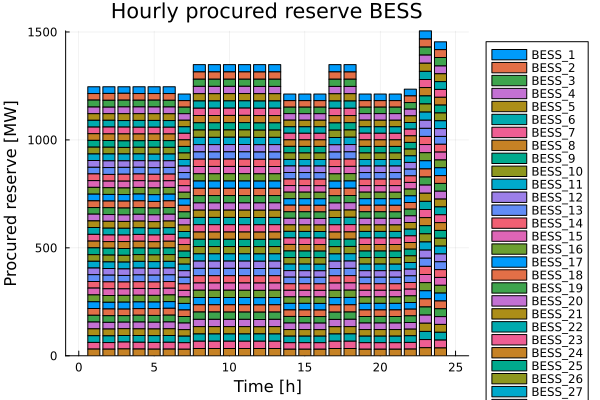 Hourly procured reserve BESS
Procured reserve [MW]
1500
1000
500
0
0 5 10 15 20 25
Time [h]
BESS_1
BESS_2
BESS_3
BESS_4
BESS_5
BESS_6
BESS_7
BESS_8
BESS_9
BESS_10
BESS_11
BESS_12
BESS_13
BESS_14
BESS_15
BESS_16
BESS_17
BESS_18
BESS_19
BESS_20
BESS_21
BESS_22
BESS_23
BESS_24
BESS_25
BESS_26
BESS_27